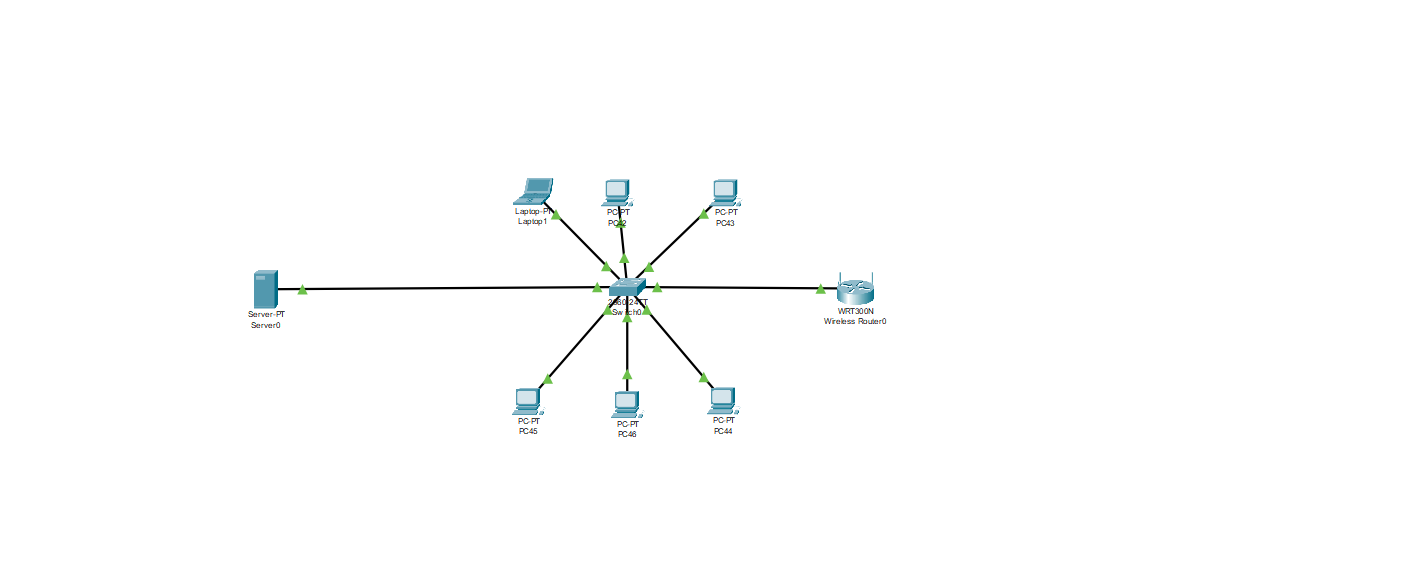 Laptop-PT
Laptop1
PC-PT
PC42
PC-PT
PC43
Server-PT
Server0
2960-24TT
Switch0
WRT300N
Wireless Router0
PC-PT
PC45
PC-PT
PC46
PC-PT
PC44